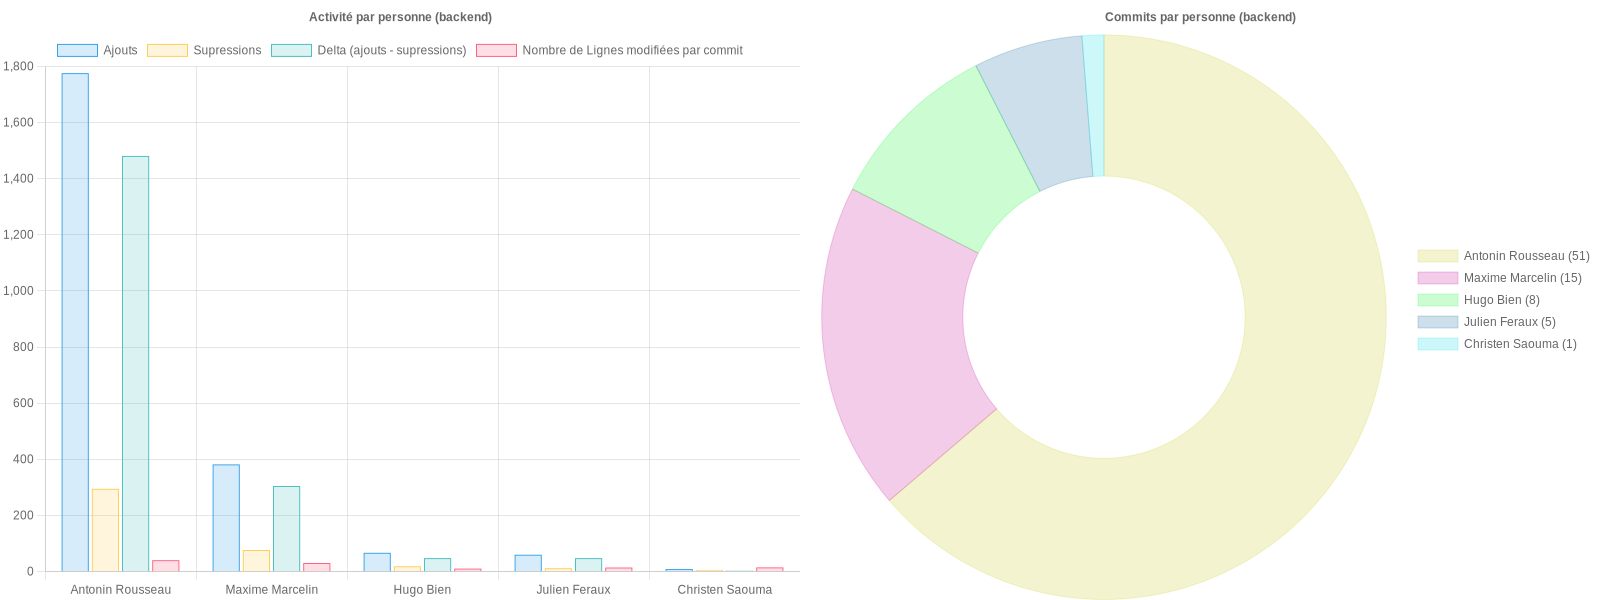 Activité par personne (backend)
Ajouts
Supressions
Delta (ajouts - supressions)
Nombre de Lignes modifiées par commit
1,800
1,600
1,400
1,200
1,000
800
600
400
200
0
Antonin Rousseau
Maxime Marcelin
Hugo Bien
Julien Feraux
Christen Saouma
Commits par personne (backend)
Antonin Rousseau (51)
Maxime Marcelin (15)
Hugo Bien (8)
Julien Feraux (5)
Christen Saouma (1)